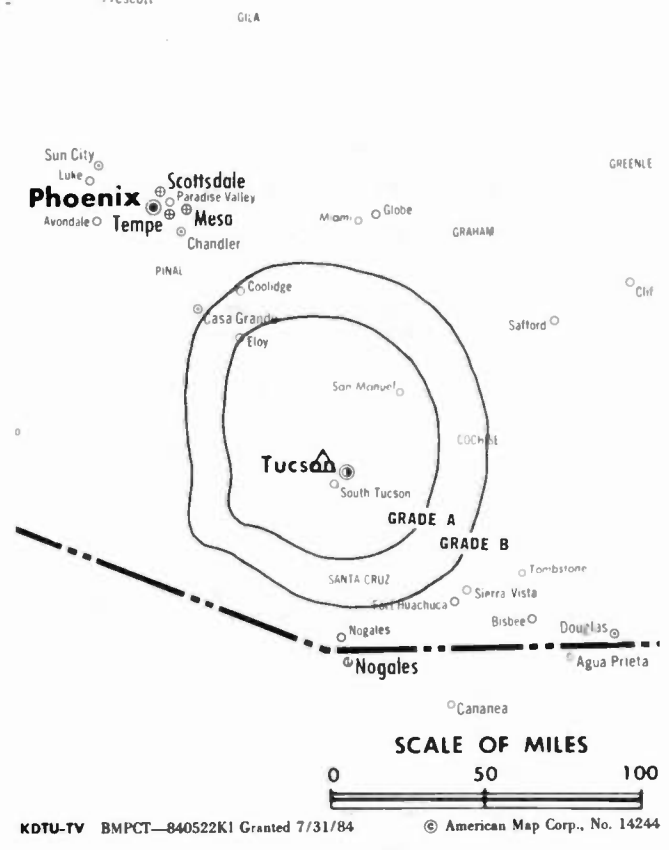 Prescott
GILA
Sun City
GREENLE
Luke
Scottsdale
Phoenix
Paradise Valley
Avondale
Tempe
Mesa
Miami
Globe
GRAHAM
Chandler
PINAL
Coolidge
Clif
Casa Grande
Safford
Eloy
San Manuel
COCHISE
Tucson
South Tucson
GRADE A
GRADE B
SANTA CRUZ
Tombstone
Sierra Vista
Fort Huachuca
Bisbee
Douglas
Nogales
Nogales
Agua Prieta
Cananea
SCALE OF MILES
0 50 100
KDTU-TV BMPCT—840522K1 Granted 7/31/84 © American Map Corp., No. 14244